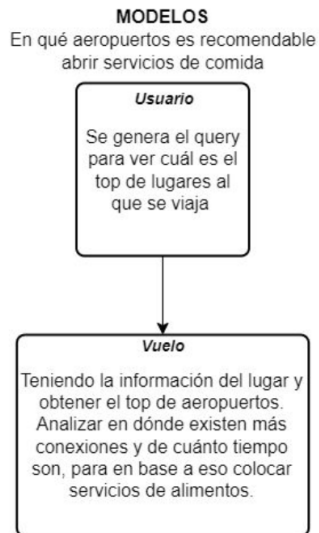 MODELOS
En qué aeropuertos es recomendable
abrir servicios de comida
Usuario
Se genera el query
para ver cuál es el
top de lugares al
que se viaja
Vuelo
Teniendo la información del lugar y
obtener el top de aeropuertos.
Analizar en dónde existen más
conexiones y de cuánto tiempo
son, para en base a eso colocar
servicios de alimentos.